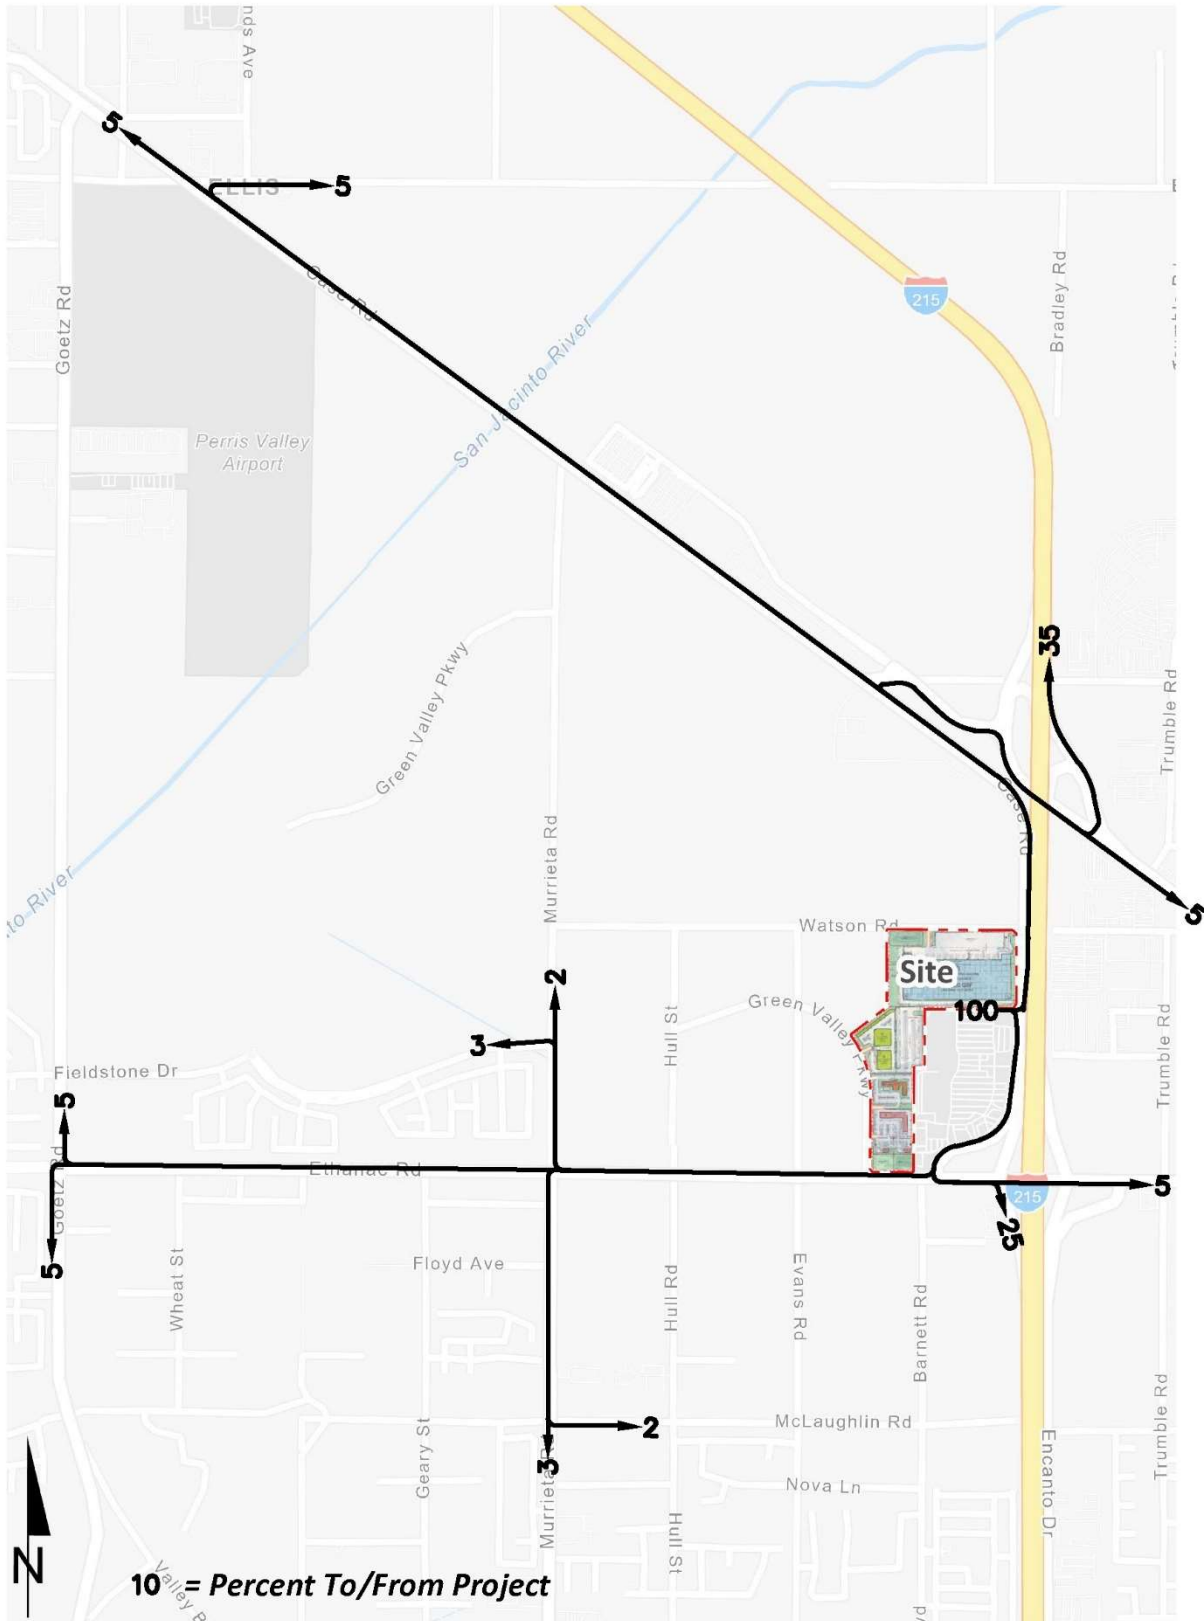 nds Ave
5
ELLIS
5
Case Rd
Goetz Rd
215
Bradley Rd
San Jacinto River
Perris Valley
Airport
35
Trumble Rd
Green Valley Pkwy
Case Rd
Murrieta Rd
to River
5
Watson Rd
Site
2
100
Green Valley Pkwy
Hull St
3
Trumble Rd
Fieldstone Dr
5
Ethanac Rd
5
215
25
Goetz Rd
5
Floyd Ave
Wheat St
Hull Rd
Evans Rd
Barnett Rd
McLaughlin Rd
2
3
Geary St
Murrieta Rd
Nova Ln
Encanto Dr
Trumble Rd
Hull St
N
10 = Percent To/From Project